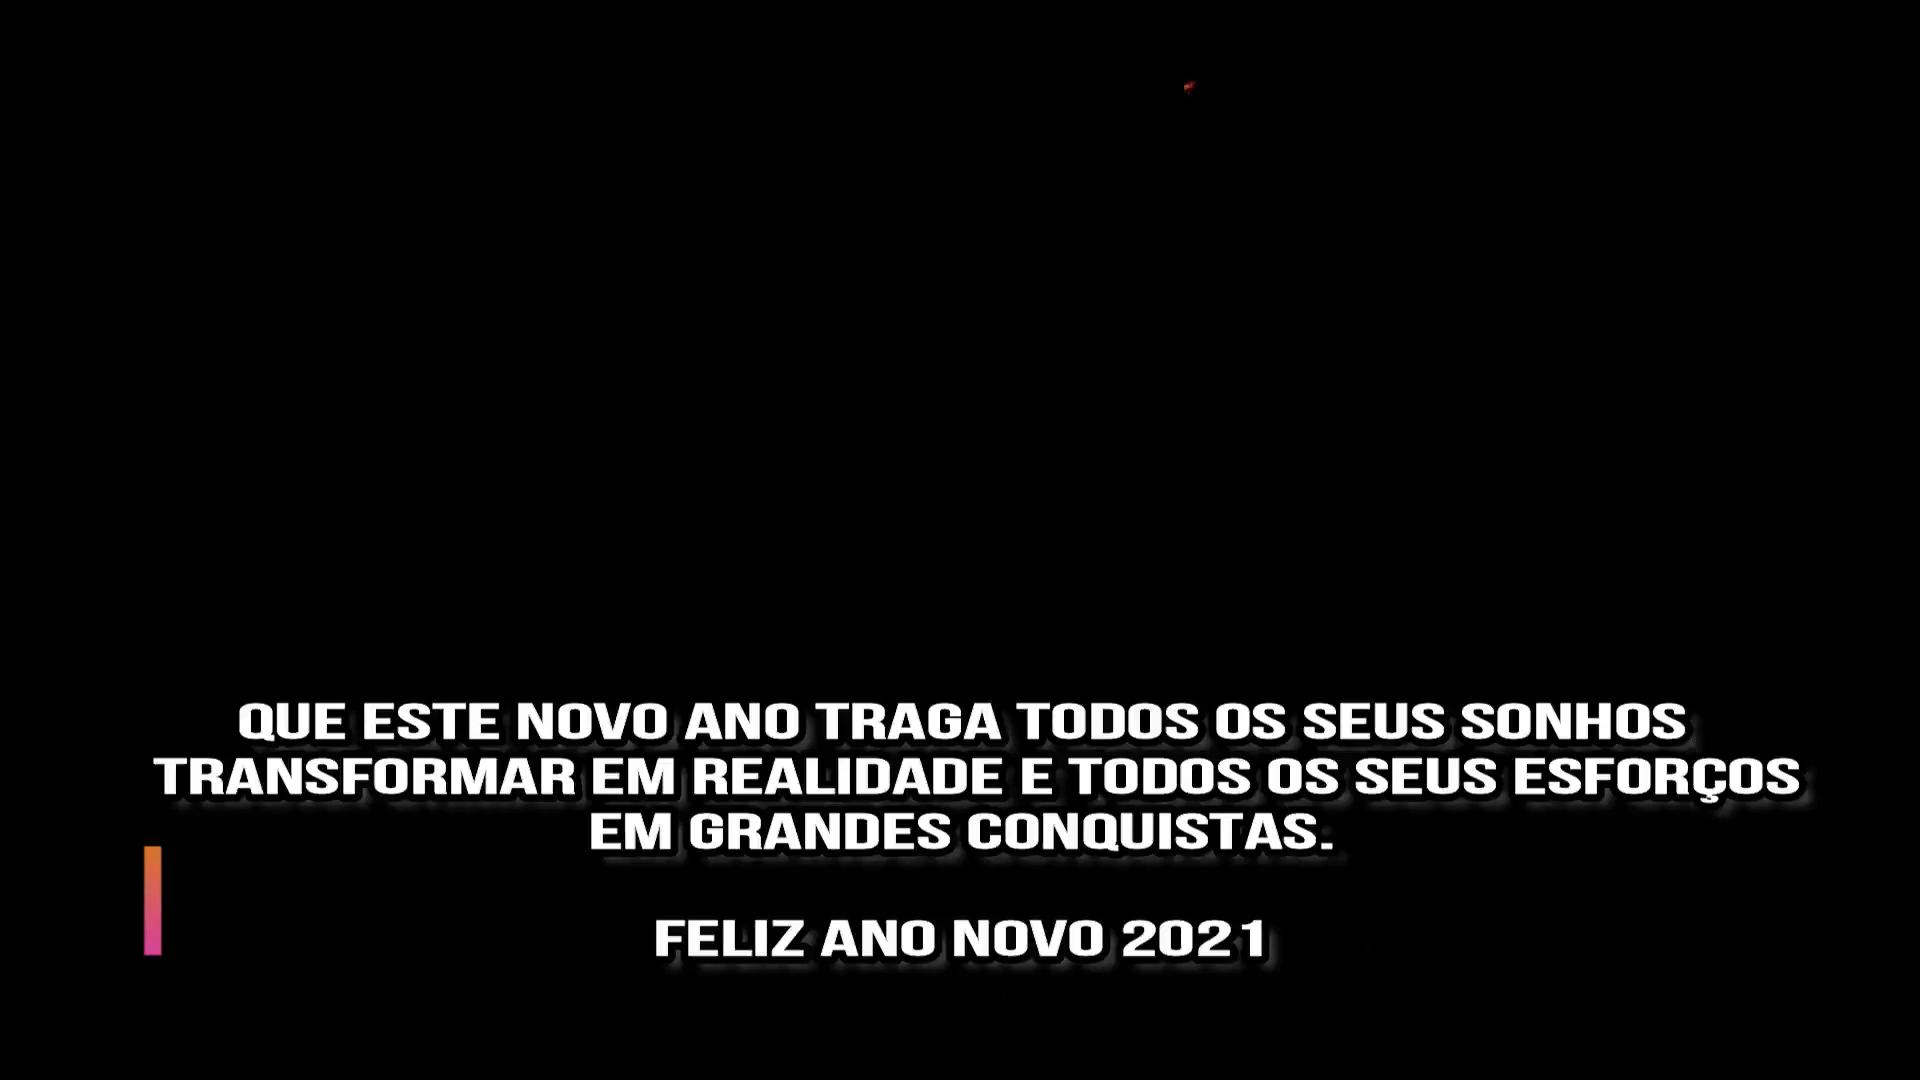 QUE ESTE NOVO ANO TRAGA TODOS OS SEUS SONHOS
TRANSFORMAR EM REALIDADE E TODOS OS SEUS ESFORÇOS
EM GRANDES CONQUISTAS.
FELIZ ANO NOVO 2021